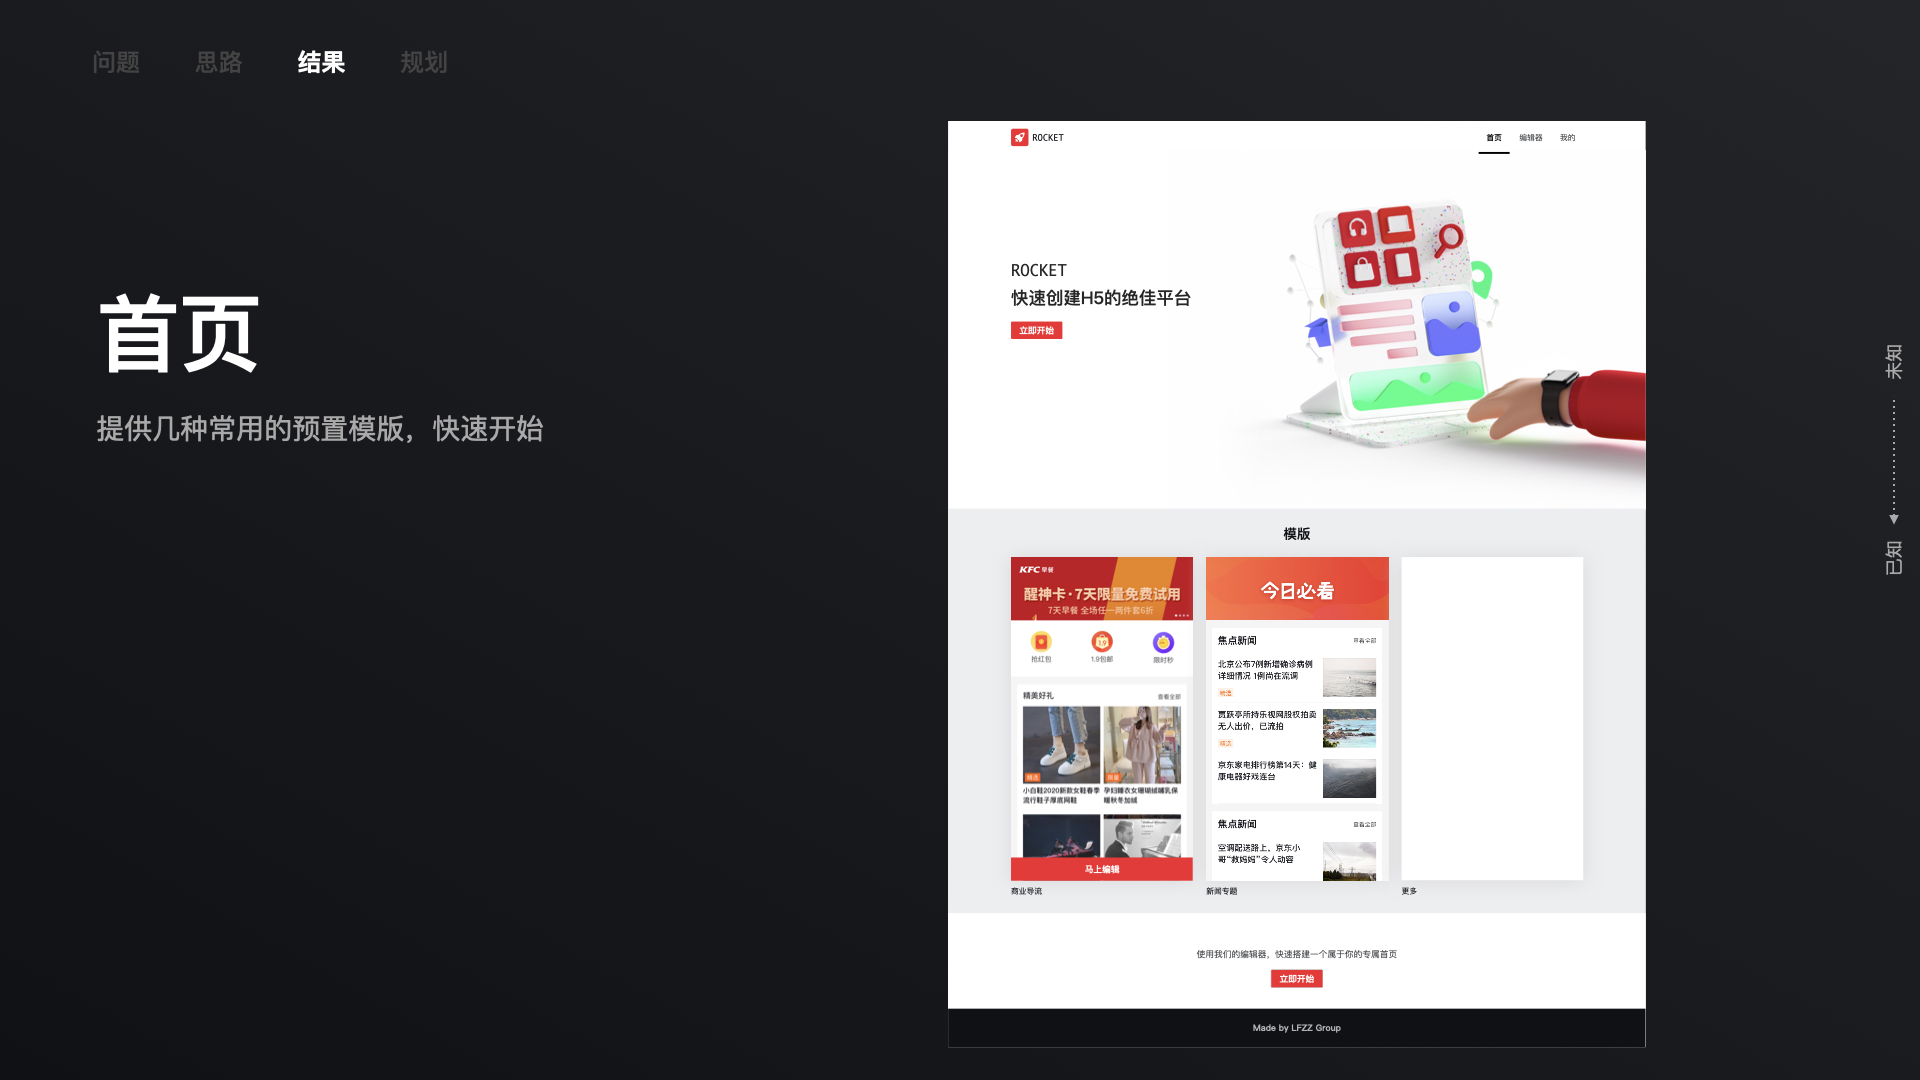 问题 思路 结果 规划
首页
提供几种常用的预置模版，快速开始
ROCKET
首页 编辑器 我的
ROCKET
快速创建H5的绝佳平台
立即开始
模版
KFC 早餐
醒神卡·7天限量免费试用
7天早餐 全场任一两件套6折
抢红包 1.9包邮 限时秒
精美好礼 查看全部
精选
限量
小白鞋2020新款女鞋春季
流行鞋子厚底网鞋
孕妇睡衣女珊瑚绒哺乳保
暖秋冬加绒
马上编辑
商业导流
今日必看
焦点新闻 查看全部
北京公布7例新增确诊病例
详细情况 1例尚在流调
精选
贾跃亭所持乐视网股权拍卖
无人出价，已流拍
精选
京东家电排行榜第14天：健
康电器好戏连台
焦点新闻 查看全部
空调配送路上，京东小
哥“救妈妈”令人动容
新闻专题
更多
使用我们的编辑器，快速搭建一个属于你的专属首页
立即开始
Made by LFZZ Group
未知
已知